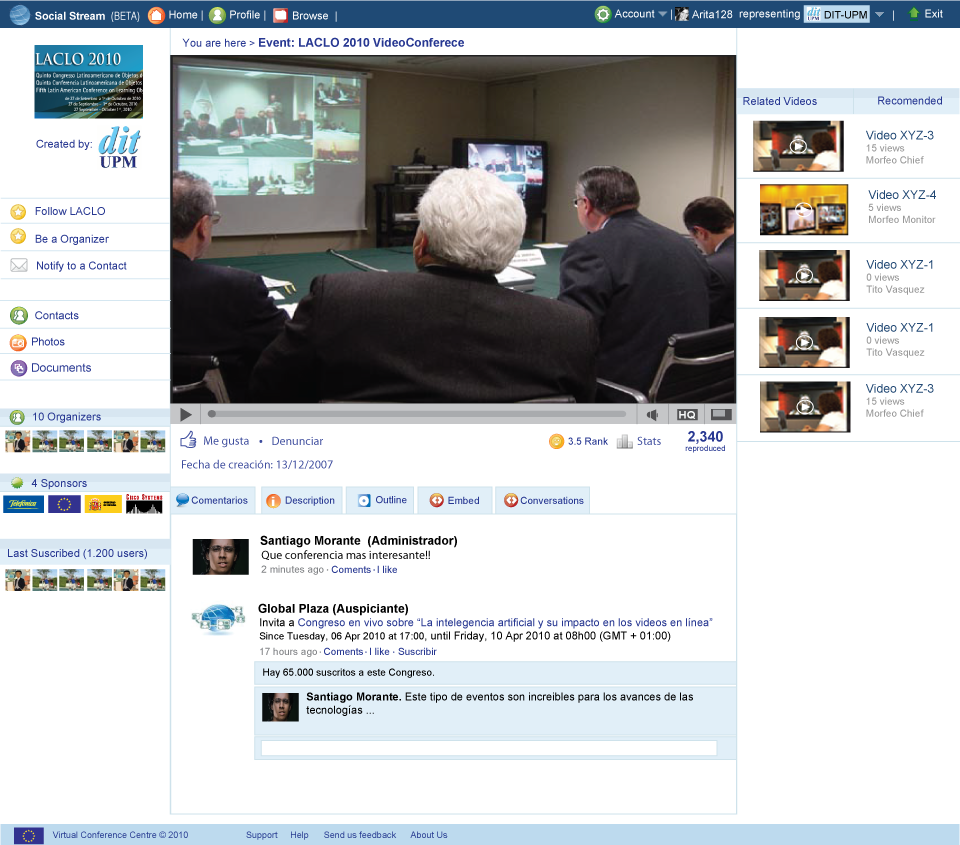 Social Stream (BETA) Home | Profile | Browse |
Account | Arita128 representing dit UPM DIT-UPM | Exit
LACLO 2010
Quinto Congreso Latinoamericano de Objetos de
Quinta Conferencia Latinoamericana de Objetos
Fifth Latin American Conference on Learning Ob
Created by: dit UPM
Follow LACLO
Be a Organizer
Notify to a Contact
Contacts
Photos
Documents
10 Organizers
4 Sponsors
Telefónica
CISCO SYSTEMS
Last Suscribed (1.200 users)
You are here > Event: LACLO 2010 VideoConferece
HQ
Me gusta • Denunciar
3.5 Rank Stats 2,340
reproduced
Fecha de creación: 13/12/2007
Comentarios Description Outline Embed Conversations
Santiago Morante (Administrador)
Que conferencia mas interesante!!
2 minutes ago · Coments · I like
Global Plaza (Auspiciante)
Invita a Congreso en vivo sobre “La intelegencia artificial y su impacto en los videos en línea”
Since Tuesday, 06 Apr 2010 at 17:00, until Friday, 10 Apr 2010 at 08h00 (GMT + 01:00)
17 hours ago · Coments · I like · Suscribir
Hay 65.000 suscritos a este Congreso.
Santiago Morante. Este tipo de eventos son increibles para los avances de las
tecnologías ...
Related Videos Recomended
Video XYZ-3
15 views
Morfeo Chief
Video XYZ-4
5 views
Morfeo Monitor
Video XYZ-1
0 views
Tito Vasquez
Video XYZ-1
0 views
Tito Vasquez
Video XYZ-3
15 views
Morfeo Chief
Virtual Conference Centre © 2010 Support Help Send us feedback About Us